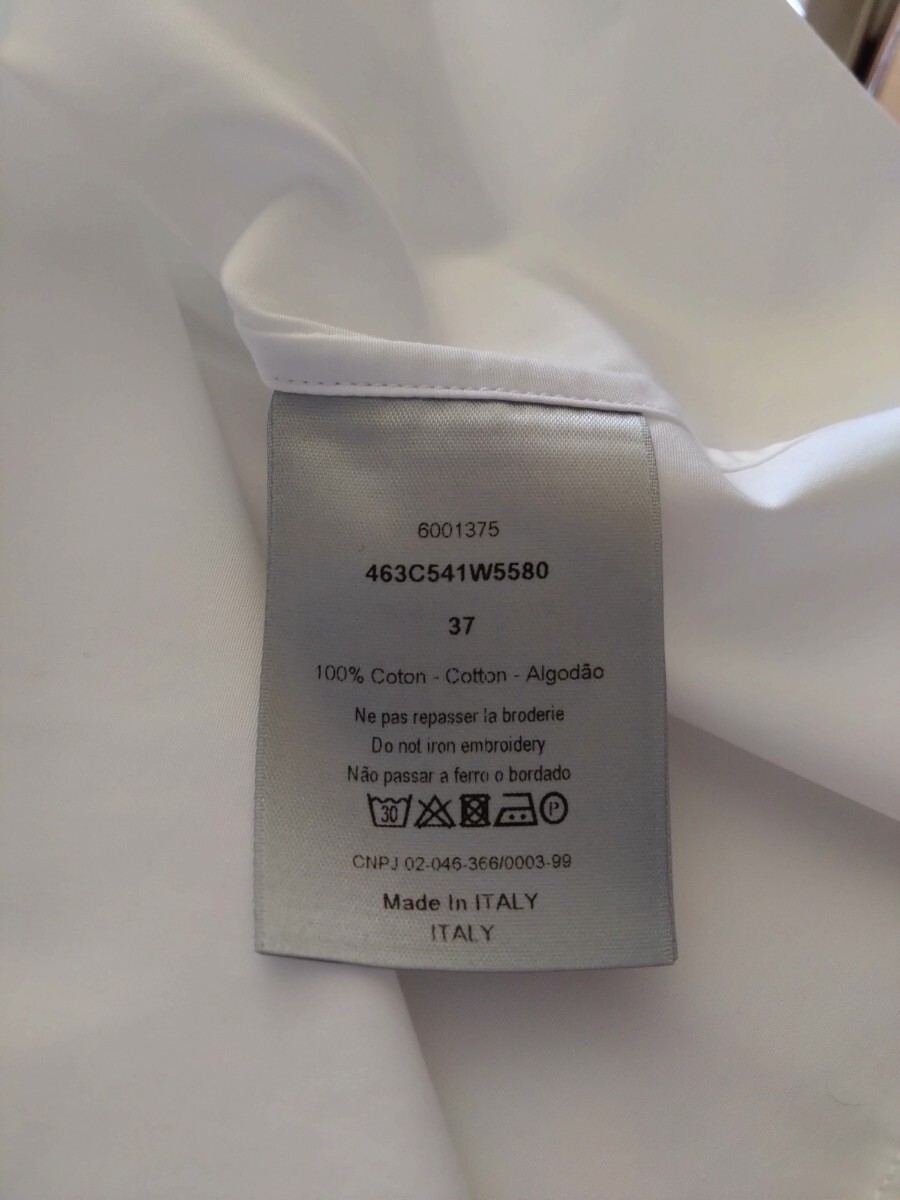 6001375
463C541W5580
37
100% Coton - Cotton - Algodão
Ne pas repasser la broderie
Do not iron embroidery
Não passar a ferro o bordado
30 P
CNPJ 02-046-366/0003-99
Made In ITALY
ITALY